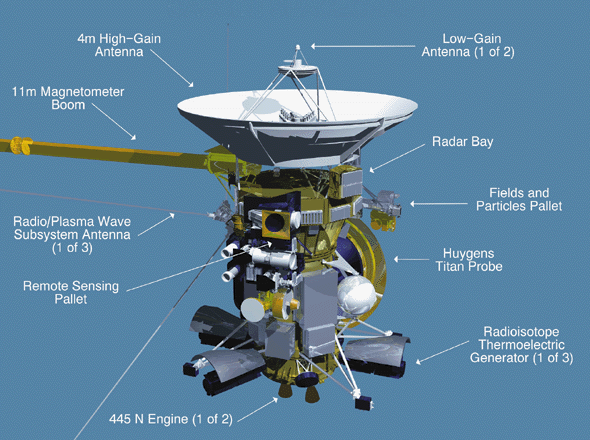 4m High-Gain
Antenna
Low-Gain
Antenna (1 of 2)
11m Magnetometer
Boom
Radar Bay
Fields and
Particles Pallet
Radio/Plasma Wave
Subsystem Antenna
(1 of 3)
Huygens
Titan Probe
Remote Sensing
Pallet
Radioisotope
Thermoelectric
Generator (1 of 3)
445 N Engine (1 of 2)